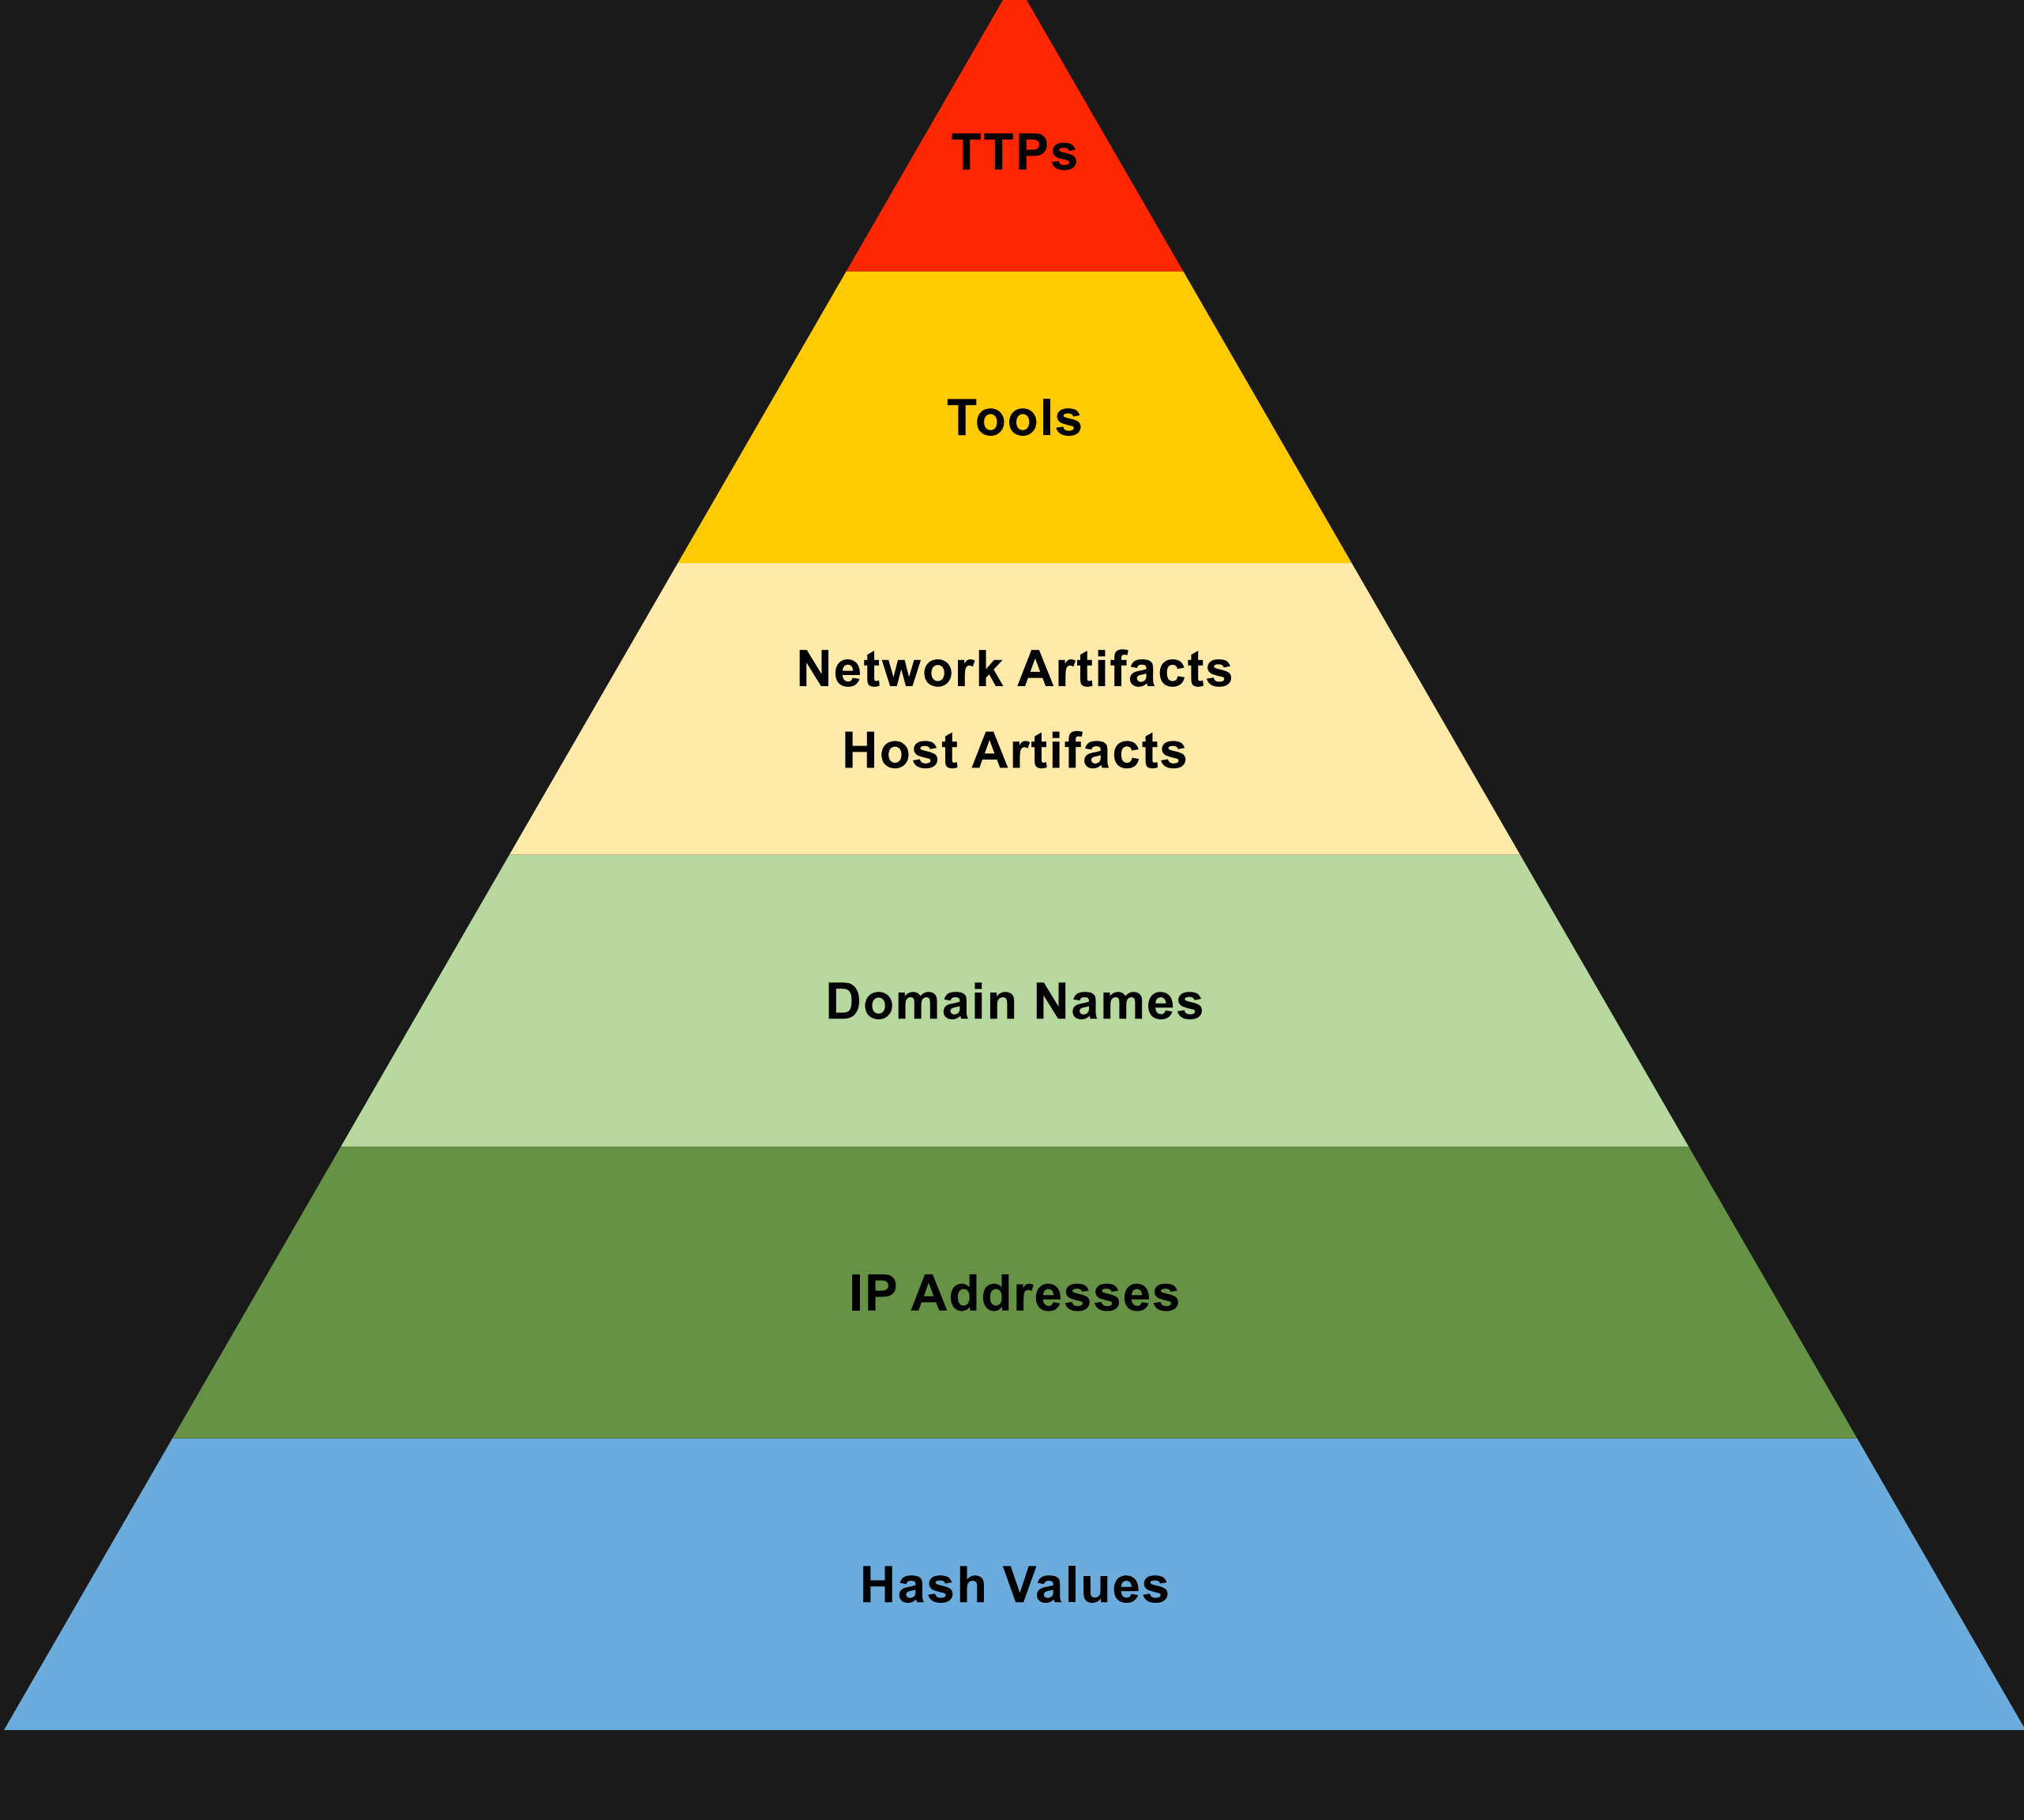 TTPs
Tools
Network Artifacts
Host Artifacts
Domain Names
IP Addresses
Hash Values